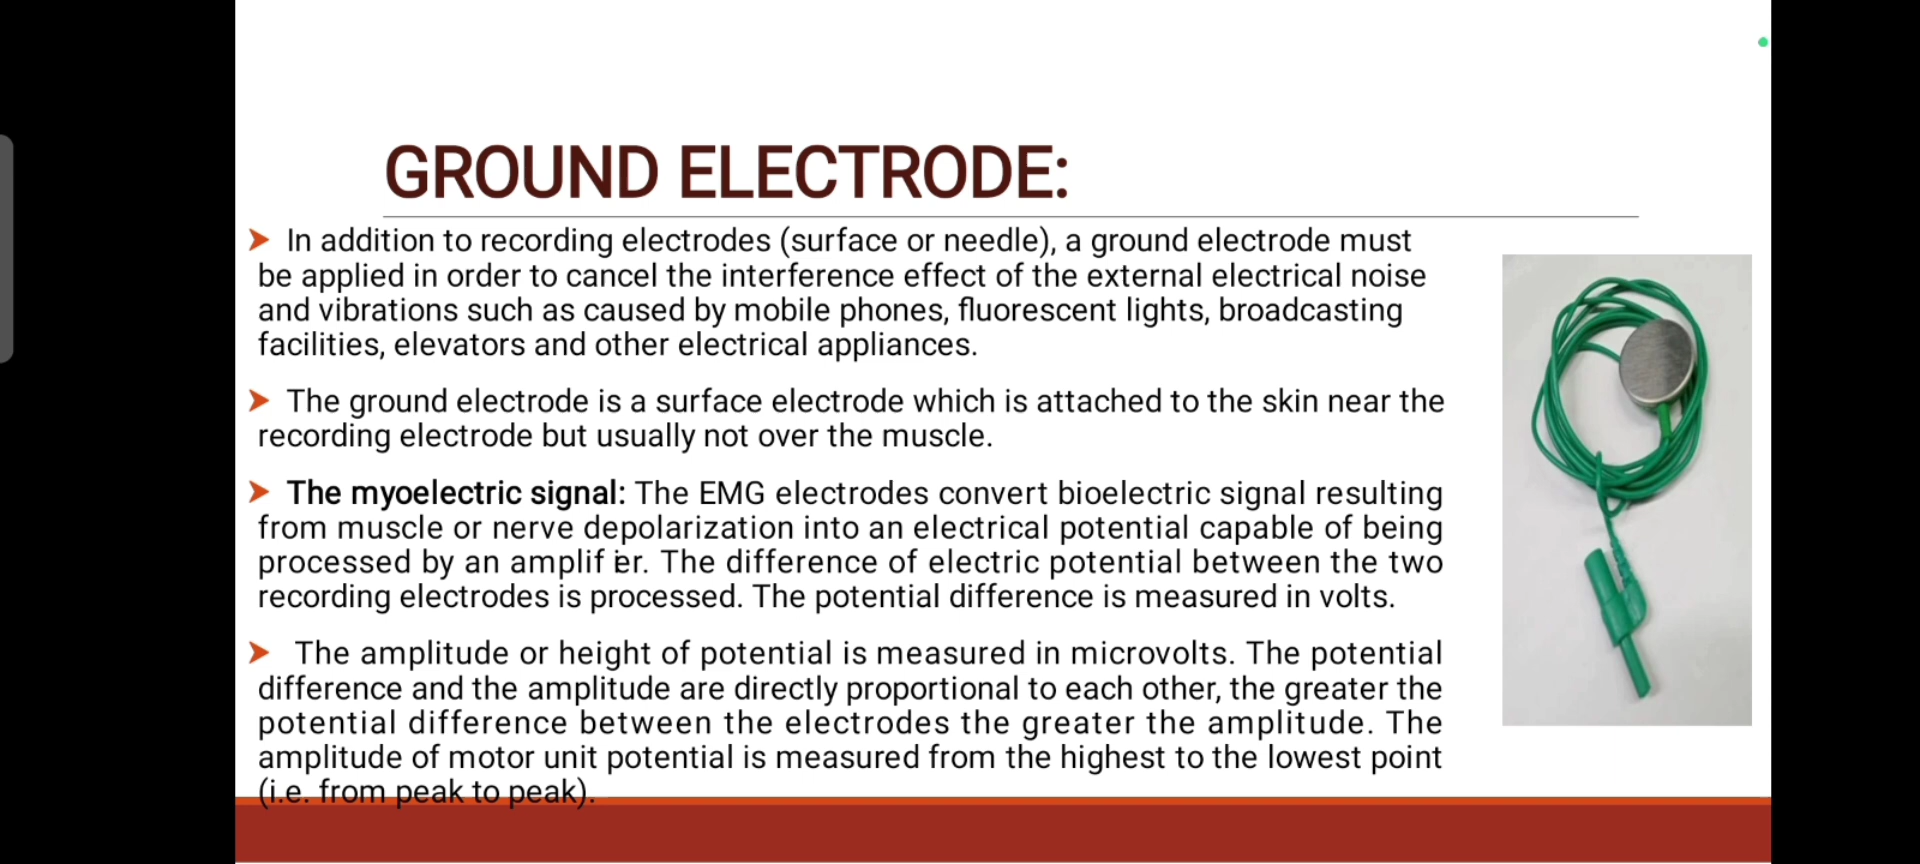 GROUND ELECTRODE:
➤ In addition to recording electrodes (surface or needle), a ground electrode must
be applied in order to cancel the interference effect of the external electrical noise
and vibrations such as caused by mobile phones, fluorescent lights, broadcasting
facilities, elevators and other electrical appliances.
➤ The ground electrode is a surface electrode which is attached to the skin near the
recording electrode but usually not over the muscle.
➤ The myoelectric signal: The EMG electrodes convert bioelectric signal resulting
from muscle or nerve depolarization into an electrical potential capable of being
processed by an amplifier. The difference of electric potential between the two
recording electrodes is processed. The potential difference is measured in volts.
➤ The amplitude or height of potential is measured in microvolts. The potential
difference and the amplitude are directly proportional to each other, the greater the
potential difference between the electrodes the greater the amplitude. The
amplitude of motor unit potential is measured from the highest to the lowest point
(i.e. from peak to peak).